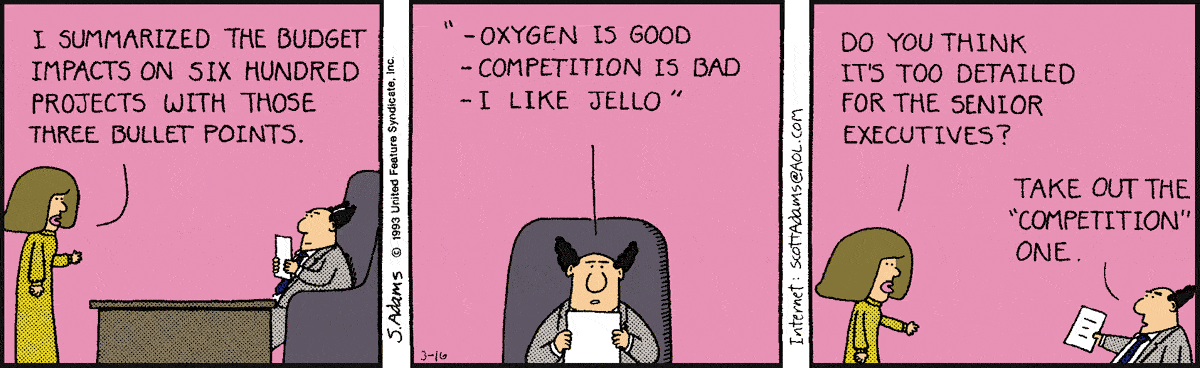 I SUMMARIZED THE BUDGET
IMPACTS ON SIX HUNDRED
PROJECTS WITH THOSE
THREE BULLET POINTS.
S.Adams © 1993 United Feature Syndicate, Inc.
"-OXYGEN IS GOOD
-COMPETITION IS BAD
-I LIKE JELLO"
3-16
Internet: SCOTTADAMS@AOL.COM
DO YOU THINK
IT'S TOO DETAILED
FOR THE SENIOR
EXECUTIVES?
TAKE OUT THE
"COMPETITION"
ONE.